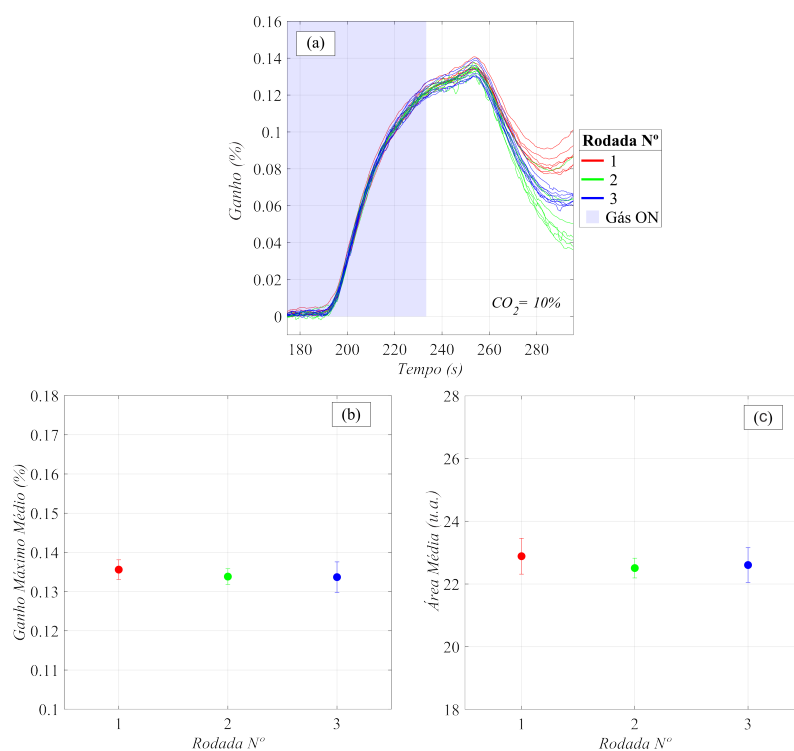 (a)
0.16
0.14
0.12
0.1
0.08
0.06
0.04
0.02
0
Ganho (%)
180 200 220 240 260 280
Tempo (s)
CO2= 10%
Rodada Nº
1
2
3
Gás ON
(b)
0.18
0.17
0.16
0.15
0.14
0.13
0.12
0.11
0.1
Ganho Máximo Médio (%)
1 2 3
Rodada Nº
(c)
28
26
24
22
20
18
Área Média (u.a.)
1 2 3
Rodada Nº